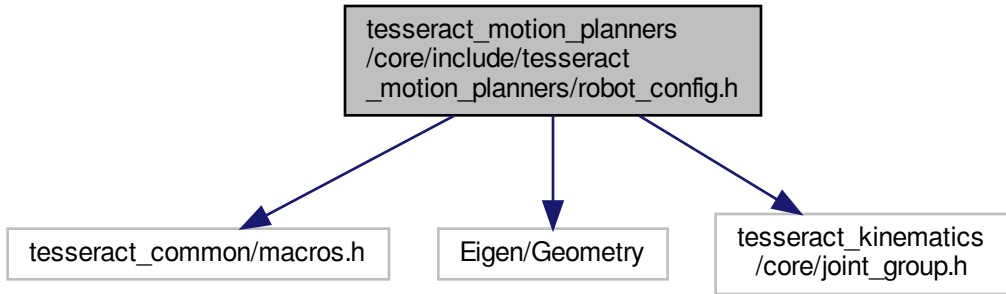 tesseract_motion_planners
/core/include/tesseract
_motion_planners/robot_config.h
tesseract_common/macros.h
Eigen/Geometry
tesseract_kinematics
/core/joint_group.h